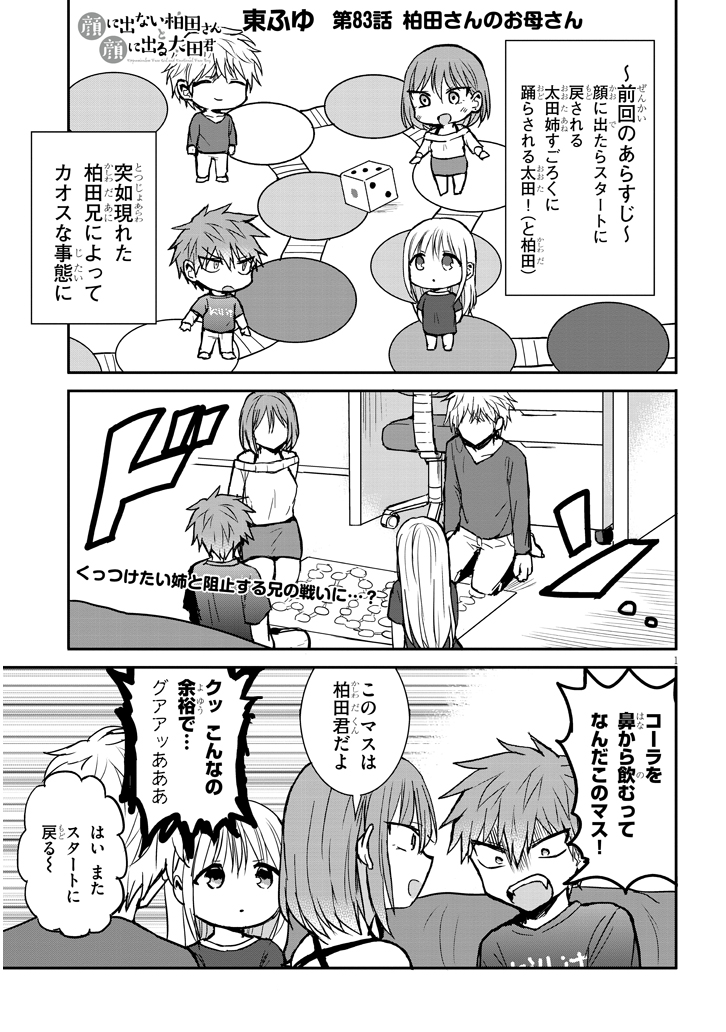 顔に出ない柏田さんと
顔に出る太田君
東ふゆ 第83話 柏田さんのお母さん
~前回のあらすじ~
顔に出たらスタートに
戻される
太田姉すごろくに
踊らされる太田!(と柏田)
突如現れた
柏田兄によって
カオスな事態に
ドドン
くっつけたい姉と阻止する兄の戦いに…?
1
コーラを
鼻から飲むって
なんだこのマス!
このマスは
柏田君だよ
クッ こんなの
余裕で…
グアアッあああ
はい また
スタートに
戻る~